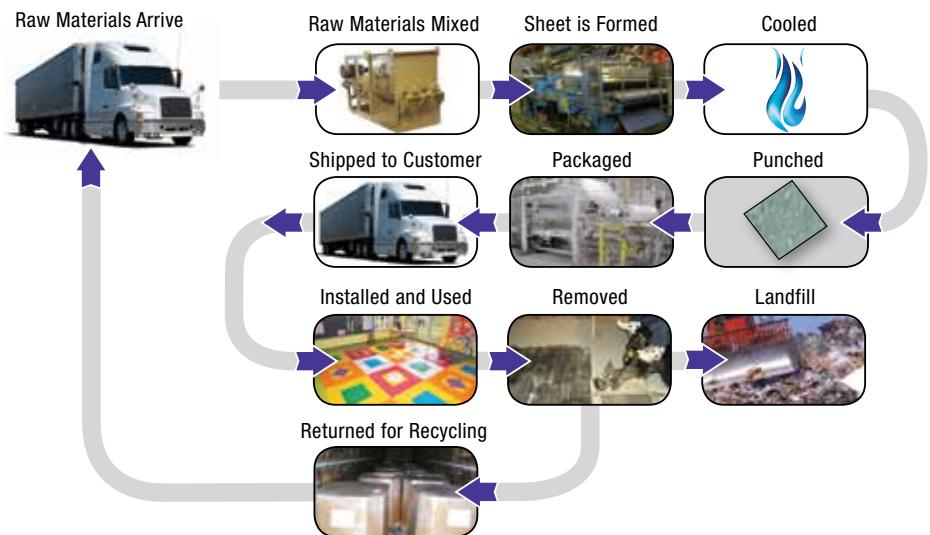 Raw Materials Arrive
Raw Materials Mixed
Sheet is Formed
Cooled
Shipped to Customer
Packaged
Punched
Installed and Used
Removed
Landfill
Returned for Recycling